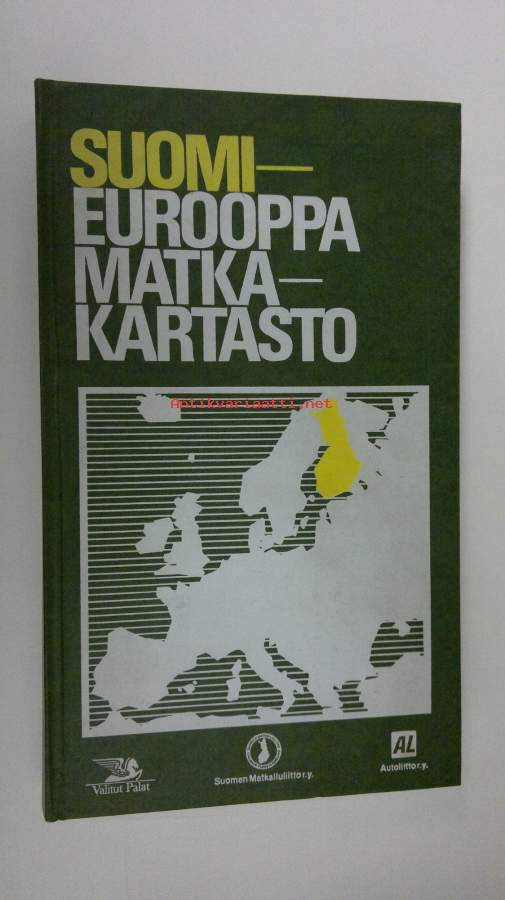 SUOMI—
EUROOPPA
MATKA—
KARTASTO
Antikvariaatti.net
Valitut Palat
Suomen Matkailuliitto r.y.
AL
Autoliitto r.y.